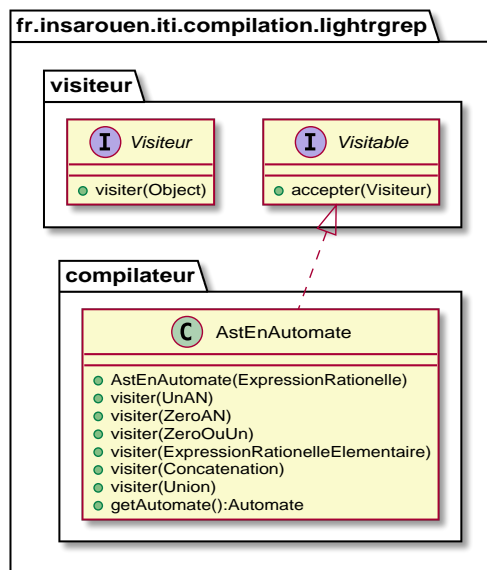 fr.insarouen.iti.compilation.lightrgrep
visiteur
I Visiteur
visiter(Object)
I Visitable
accepter(Visiteur)
compilateur
C AstEnAutomate
AstEnAutomate(ExpressionRationelle)
visiter(UnAN)
visiter(ZeroAN)
visiter(ZeroOuUn)
visiter(ExpressionRationelleElementaire)
visiter(Concatenation)
visiter(Union)
getAutomate():Automate